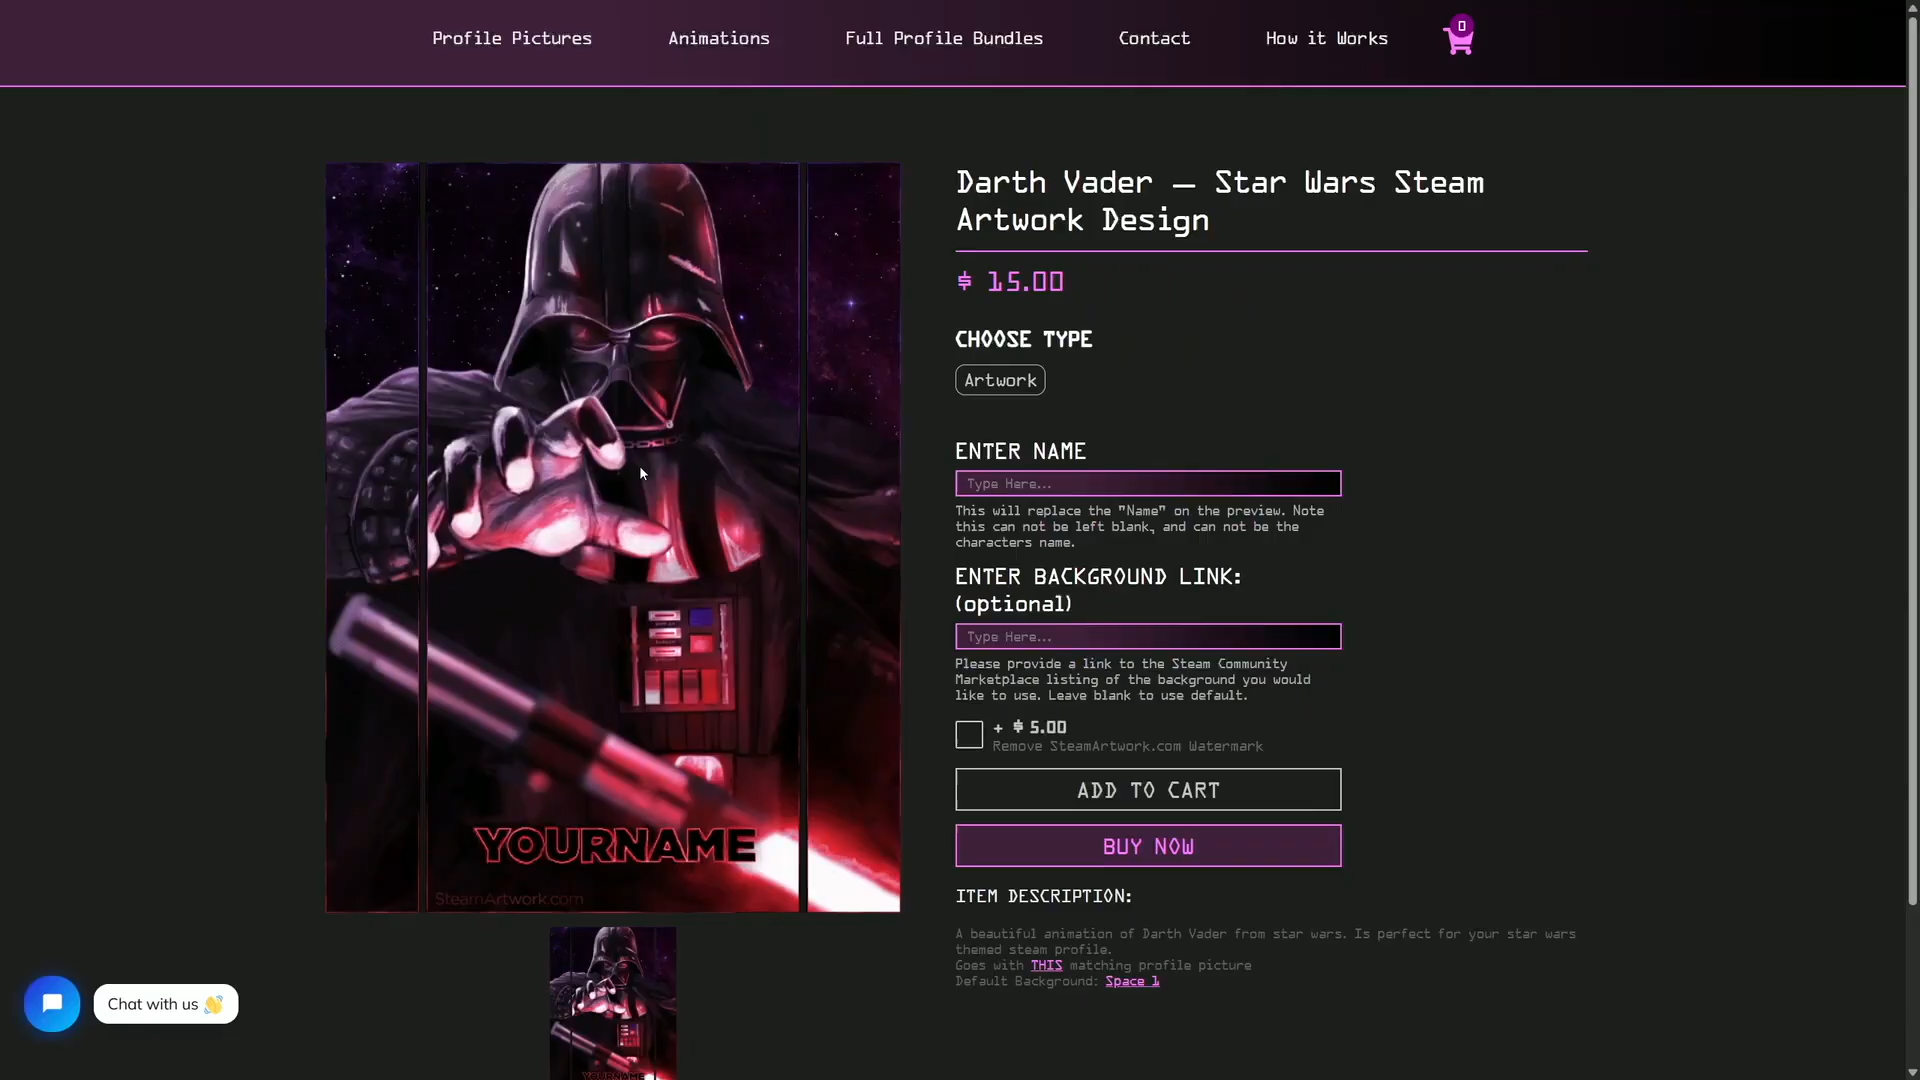 Profile Pictures
Animations
Full Profile Bundles
Contact
How it Works
0
Darth Vader – Star Wars Steam
Artwork Design
$ 15.00
CHOOSE TYPE
Artwork
ENTER NAME
Type Here...
This will replace the "Name" on the preview. Note
this can not be left blank, and can not be the
characters name.
ENTER BACKGROUND LINK:
(optional)
Type Here...
Please provide a link to the Steam Community
Marketplace listing of the background you would
like to use. Leave blank to use default.
+ $ 5.00
Remove SteamArtwork.com Watermark
ADD TO CART
BUY NOW
ITEM DESCRIPTION:
A beautiful animation of Darth Vader from star wars. Is perfect for your star wars
themed steam profile.
Goes with THIS matching profile picture
Default Background: Space 1
YOURNAME
SteamArtwork.com
YOURNAME
Chat with us 👋